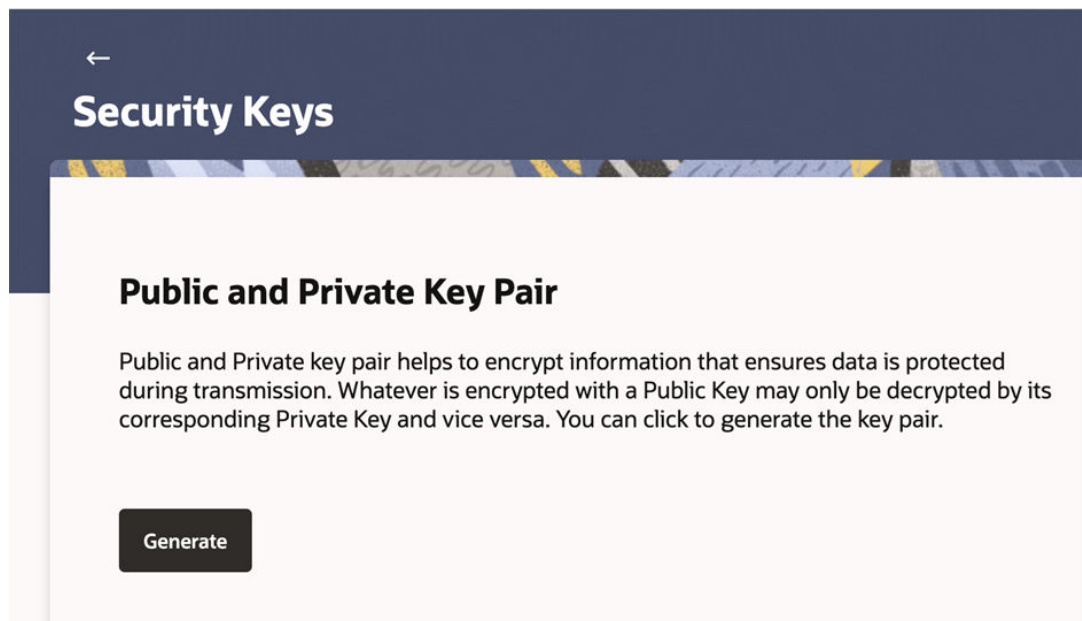 ←
Security Keys
Public and Private Key Pair
Public and Private key pair helps to encrypt information that ensures data is protected
during transmission. Whatever is encrypted with a Public Key may only be decrypted by its
corresponding Private Key and vice versa. You can click to generate the key pair.
Generate